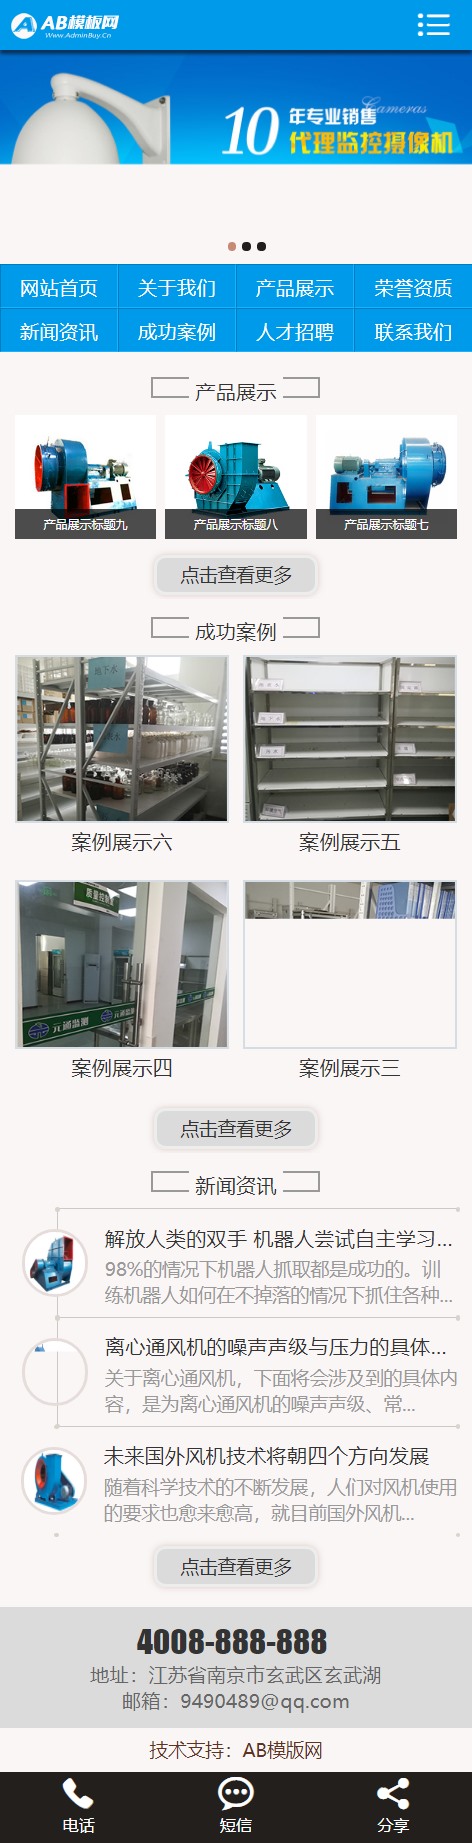 AB模板网
Www.AdminBuy.Cn
Cameras
10 年专业销售
代理监控摄像机
网站首页 关于我们 产品展示 荣誉资质
新闻资讯 成功案例 人才招聘 联系我们
产品展示
产品展示标题九 产品展示标题八 产品展示标题七
点击查看更多
成功案例
地下水
案例展示六 案例展示五
质量控制室
元通监测
案例展示四 案例展示三
点击查看更多
新闻资讯
解放人类的双手 机器人尝试自主学习...
98%的情况下机器人抓取都是成功的。训
练机器人如何在不掉落的情况下抓住各种...
离心通风机的噪声声级与压力的具体...
关于离心通风机，下面将会涉及到的具体内
容，是为离心通风机的噪声声级、常...
未来国外风机技术将朝四个方向发展
随着科学技术的不断发展，人们对风机使用
的要求也愈来愈高，就目前国外风机...
点击查看更多
4008-888-888
地址：江苏省南京市玄武区玄武湖
邮箱：9490489@qq.com
技术支持：AB模版网
电话 短信 分享